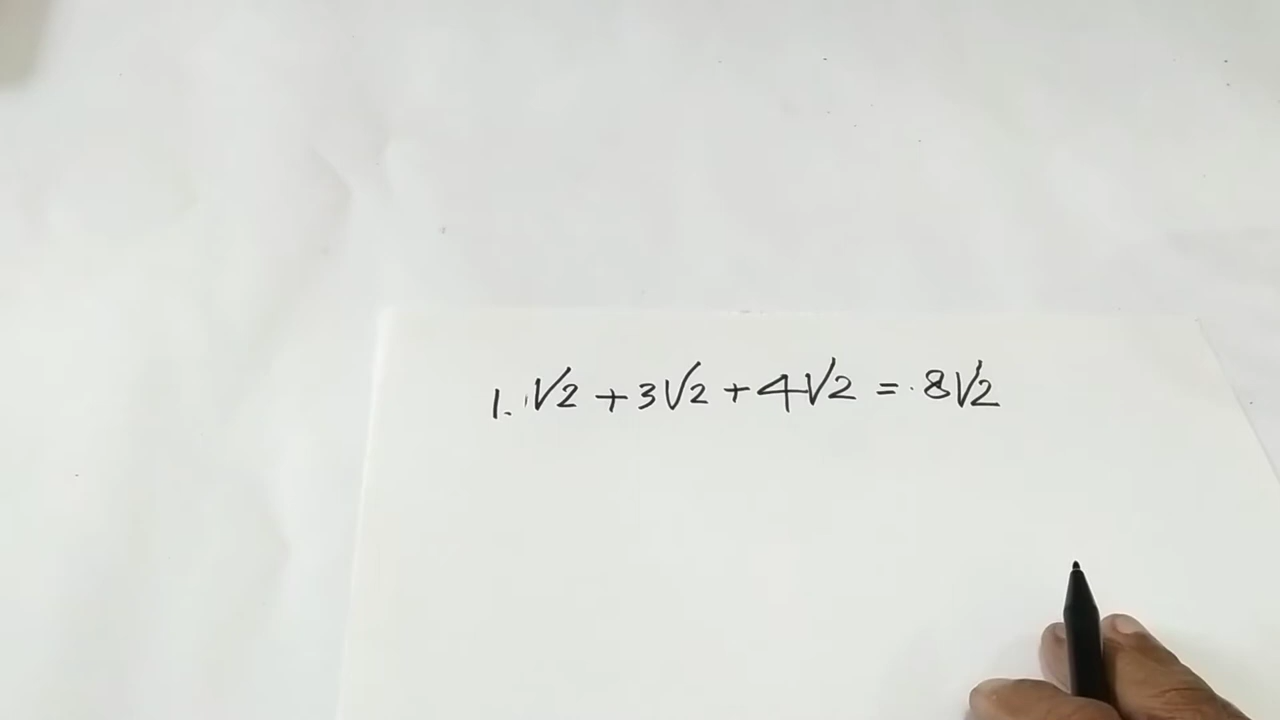 1. √2 + 3√2 + 4√2 = 8√2